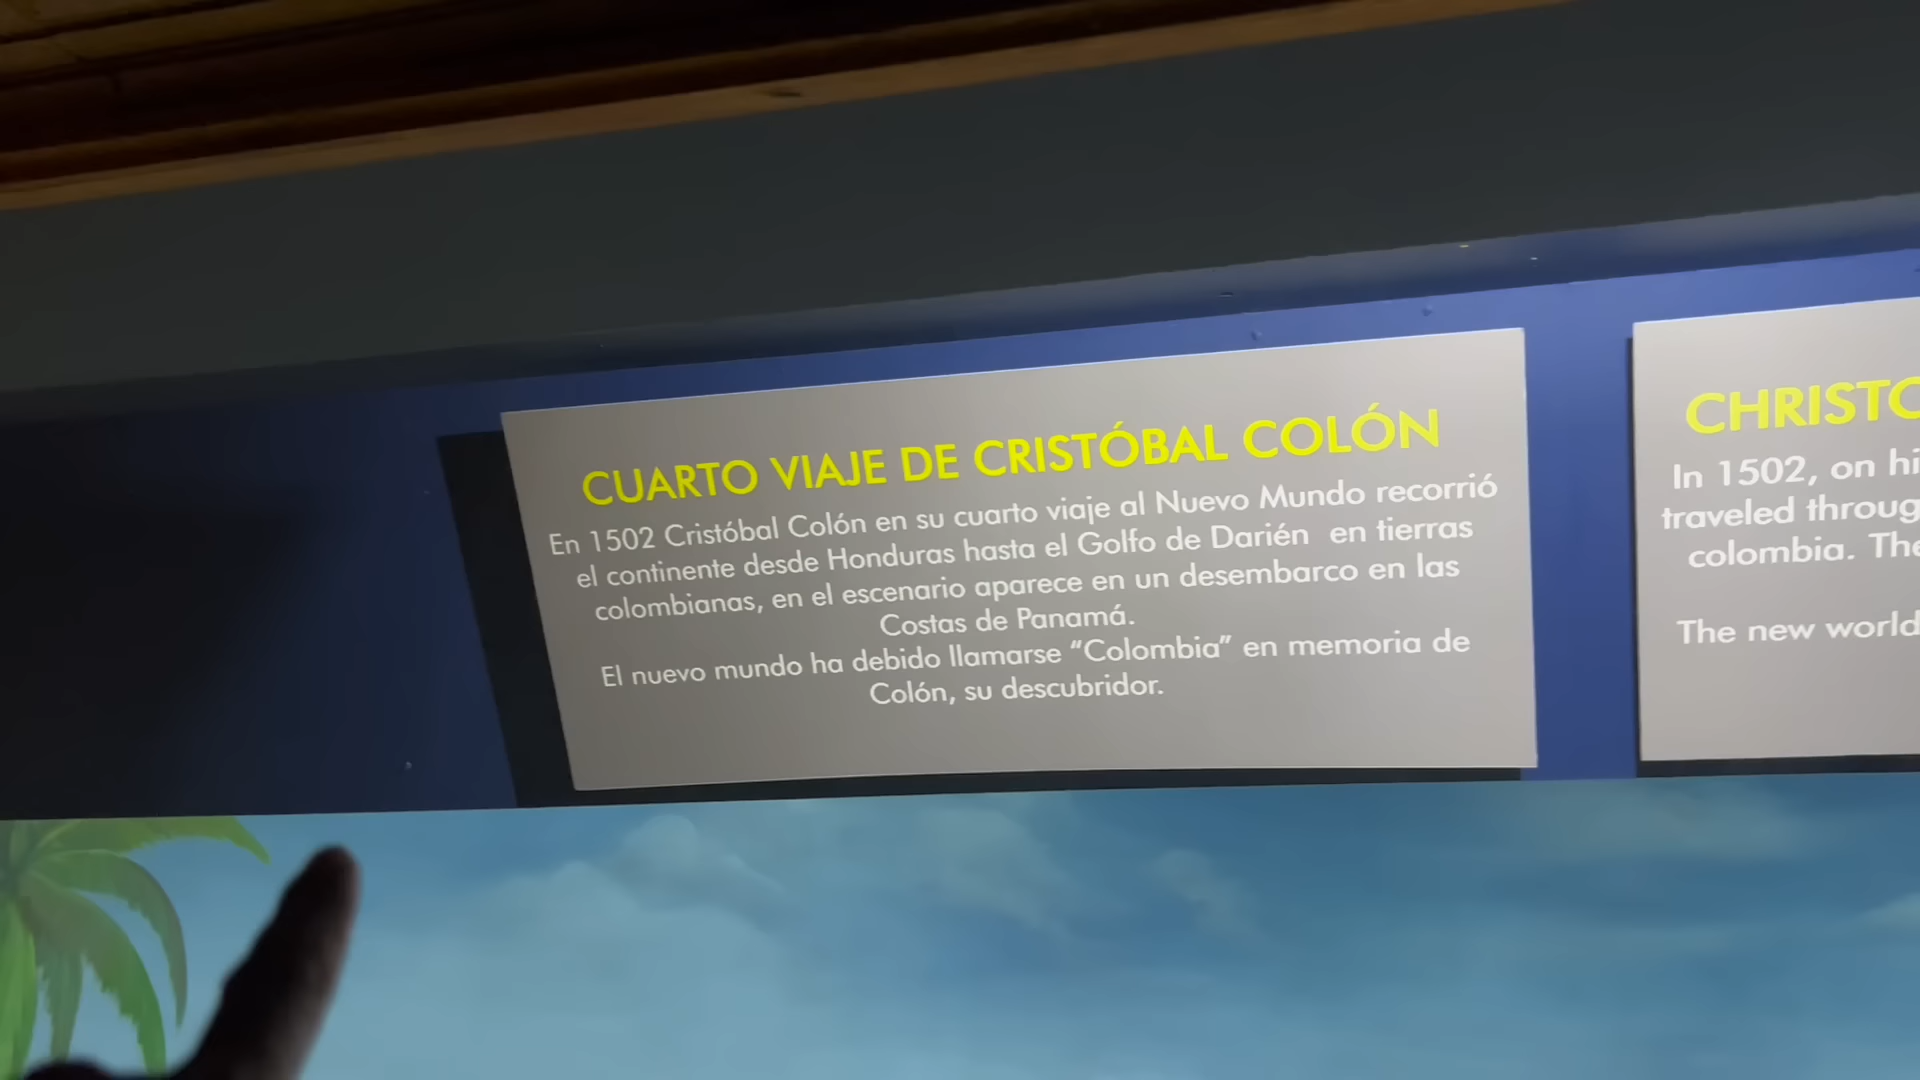 CUARTO VIAJE DE CRISTÓBAL COLÓN
En 1502 Cristóbal Colón en su cuarto viaje al Nuevo Mundo recorrió
el continente desde Honduras hasta el Golfo de Darién en tierras
colombianas, en el escenario aparece en un desembarco en las
Costas de Panamá.
El nuevo mundo ha debido llamarse “Colombia” en memoria de
Colón, su descubridor.
In 1502, on
traveled
colombia.
The new world